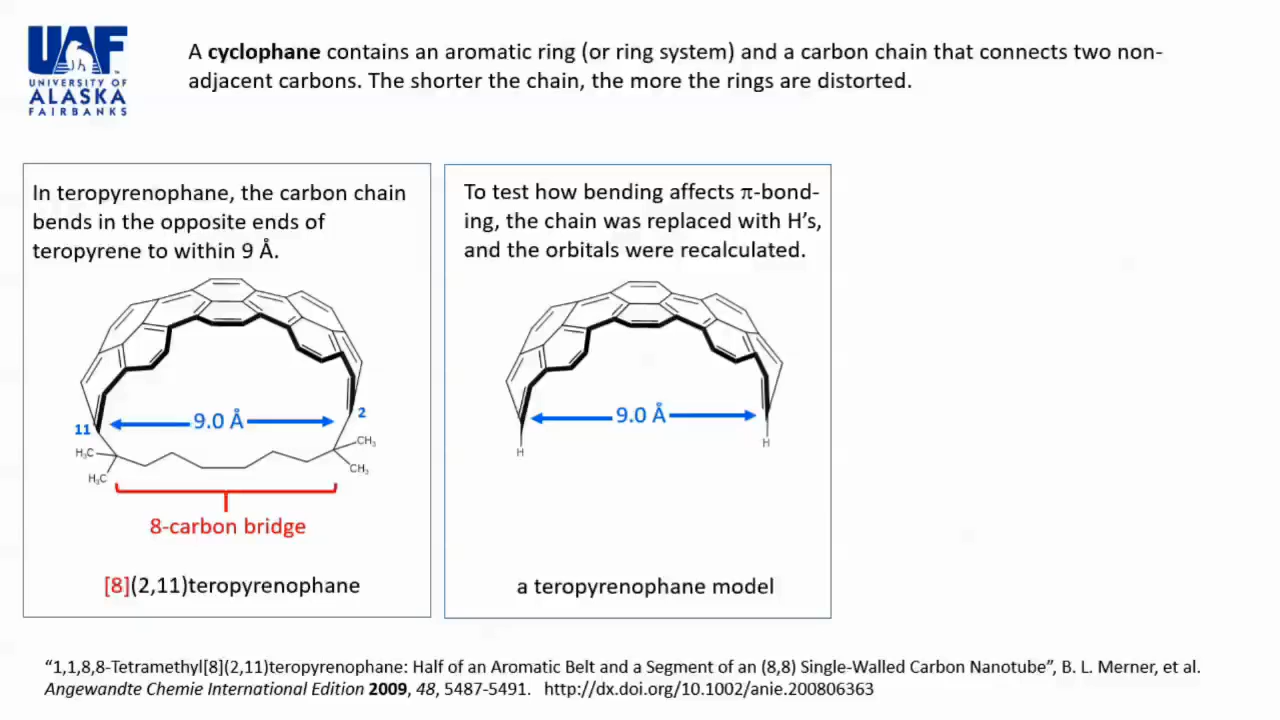 UAF
UNIVERSITY OF
ALASKA
FAIRBANKS
A cyclophane contains an aromatic ring (or ring system) and a carbon chain that connects two non-
adjacent carbons. The shorter the chain, the more the rings are distorted.
In teropyrenophane, the carbon chain
bends in the opposite ends of
teropyrene to within 9 Å.
9.0 Å
2
11
H₃C
CH₃
H₃C
CH₃
8-carbon bridge
[8](2,11)teropyrenophane
To test how bending affects π-bond-
ing, the chain was replaced with H’s,
and the orbitals were recalculated.
9.0 Å
H
H
a teropyrenophane model
“1,1,8,8-Tetramethyl[8](2,11)teropyrenophane: Half of an Aromatic Belt and a Segment of an (8,8) Single-Walled Carbon Nanotube”, B. L. Merner, et al.
Angewandte Chemie International Edition 2009, 48, 5487-5491. http://dx.doi.org/10.1002/anie.200806363